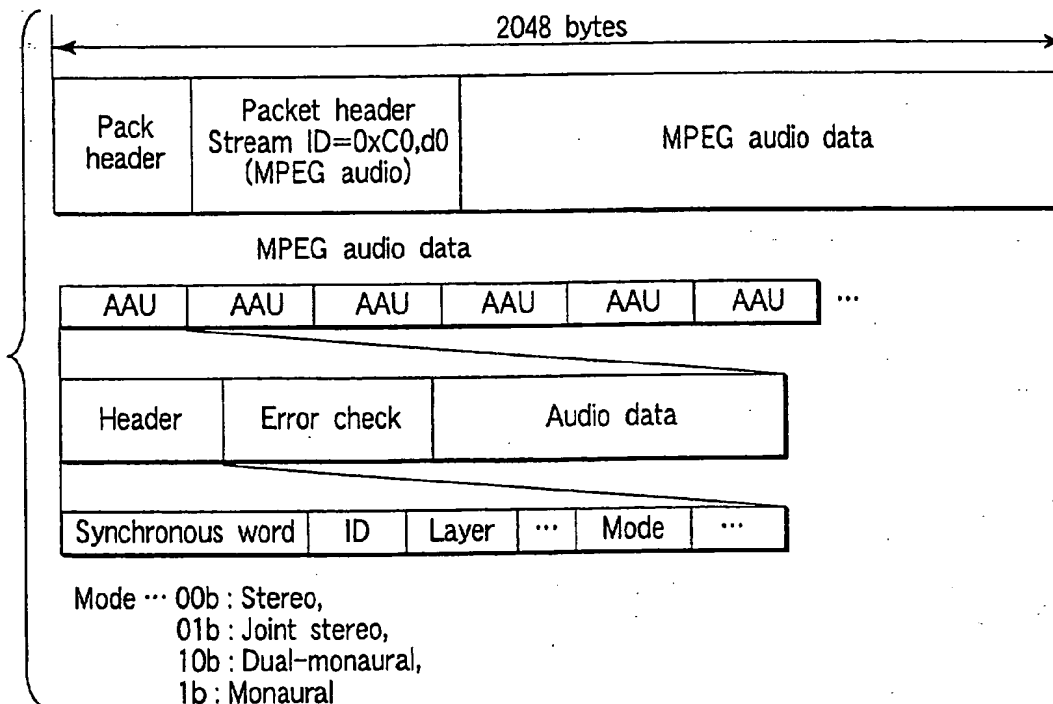 2048 bytes
Pack
header
Packet header
Stream ID=0xC0,d0
(MPEG audio)
MPEG audio data
MPEG audio data
AAU AAU AAU AAU AAU AAU ...
Header Error check Audio data
Synchronous word ID Layer ... Mode ...
Mode ... 00b : Stereo,
01b : Joint stereo,
10b : Dual-monaural,
1b : Monaural